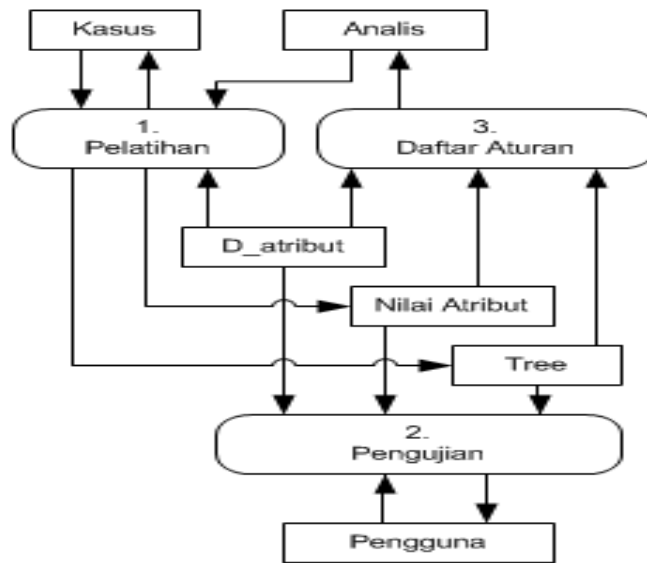 Kasus
Analis
1.
Pelatihan
3.
Daftar Aturan
D_atribut
Nilai Atribut
Tree
2.
Pengujian
Pengguna